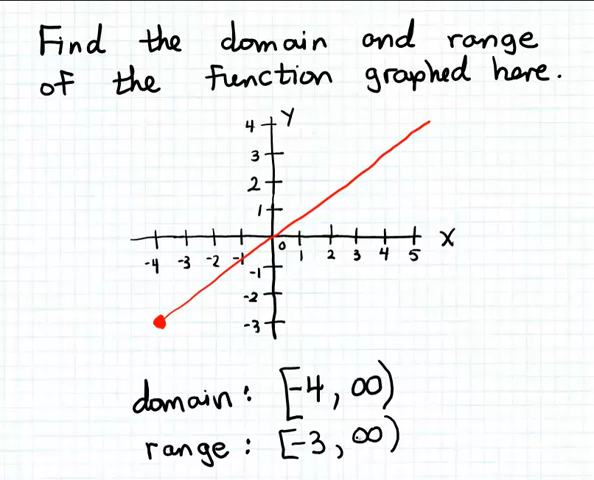 Find the domain and range
of the function graphed here.
Y
4
3
2
1
-4 -3 -2 -1 0 1 2 3 4 5 X
-1
-2
-3
domain: [-4, ∞)
range: [-3, ∞)